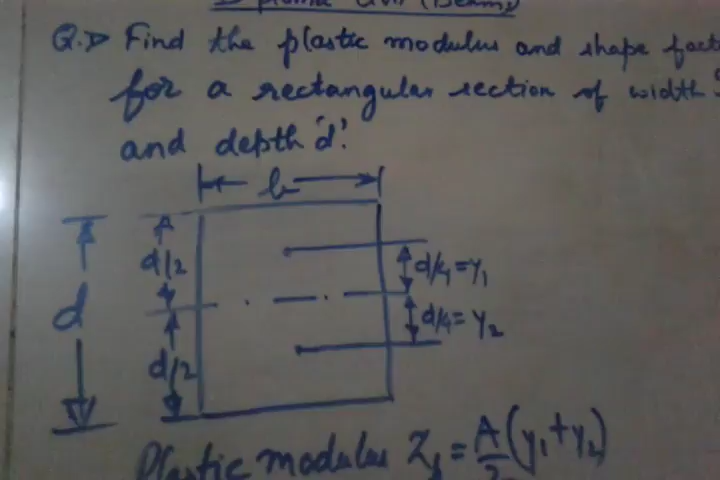 Q.1> Find the plastic modulus and shape
for a rectangular section of width
and depth 'd'.
b
d
d/2
d/2
d/4 = y1
d/4 = y2
Plastic modulus Z = A/2 (y1 + y2)